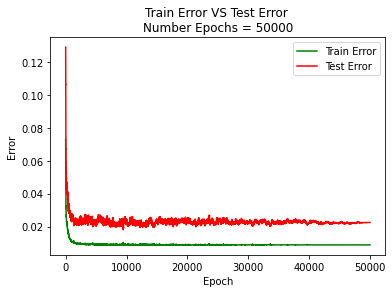 Train Error VS Test Error
Number Epochs = 50000
Train Error
Test Error
Error
0.12
0.10
0.08
0.06
0.04
0.02
0
10000
20000
30000
40000
50000
Epoch